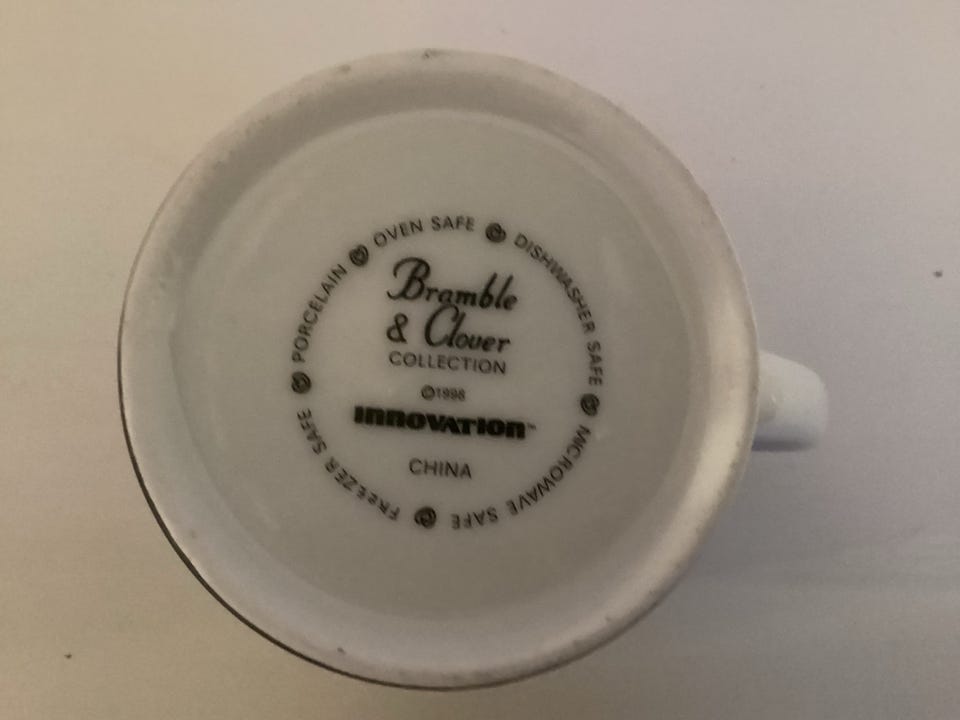 PORCELAIN OVEN SAFE DISHWASHER SAFE MICROWAVE SAFE FREEZER SAFE
Bramble
& Clover
COLLECTION
©1998
INNOVATION™
CHINA